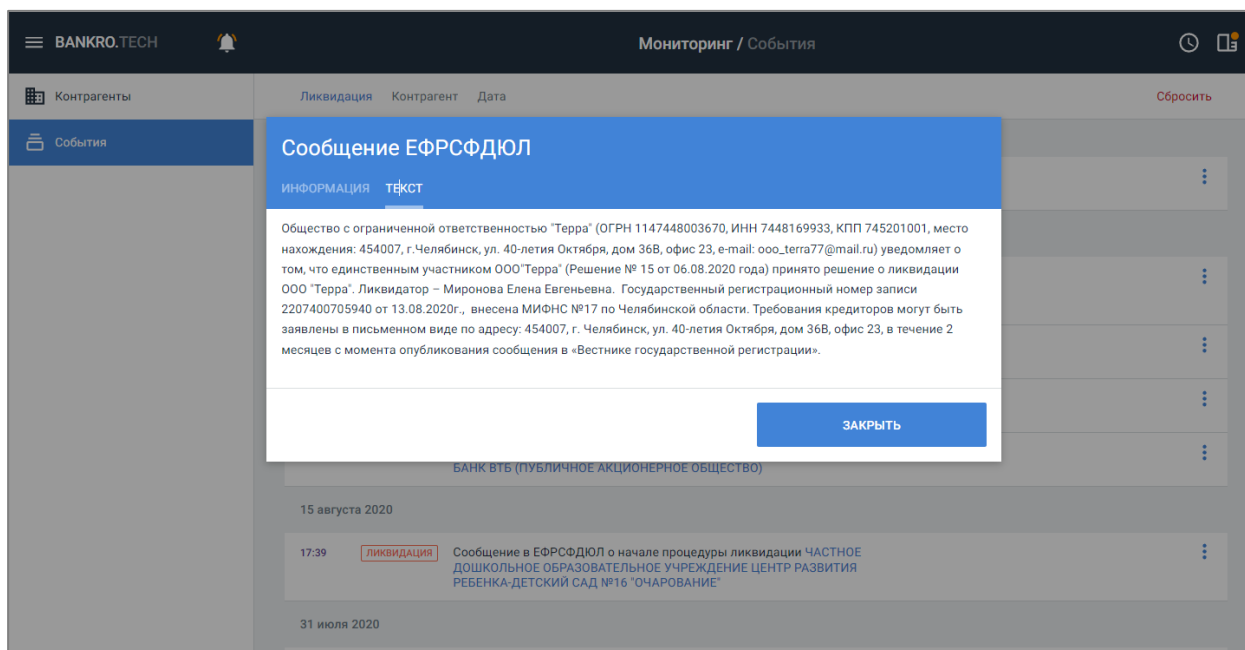 BANKRO.TECH
Мониторинг / События
Контрагенты
Ликвидация Контрагент Дата
Сбросить
События
Сообщение ЕФРСФДЮЛ
ИНФОРМАЦИЯ ТЕКСТ
Общество с ограниченной ответственностью "Терра" (ОГРН 1147448003670, ИНН 7448169933, КПП 745201001, место
нахождения: 454007, г.Челябинск, ул. 40-летия Октября, дом 36В, офис 23, e-mail: ooo_terra77@mail.ru) уведомляет о
том, что единственным участником ООО"Терра" (Решение № 15 от 06.08.2020 года) принято решение о ликвидации
ООО "Терра". Ликвидатор – Миронова Елена Евгеньевна. Государственный регистрационный номер записи
2207400705940 от 13.08.2020г., внесена МИФНС №17 по Челябинской области. Требования кредиторов могут быть
заявлены в письменном виде по адресу: 454007, г. Челябинск, ул. 40-летия Октября, дом 36В, офис 23, в течение 2
месяцев с момента опубликования сообщения в «Вестнике государственной регистрации».
ЗАКРЫТЬ
БАНК ВТБ (ПУБЛИЧНОЕ АКЦИОНЕРНОЕ ОБЩЕСТВО)
15 августа 2020
17:39 ЛИКВИДАЦИЯ Сообщение в ЕФРСФДЮЛ о начале процедуры ликвидации ЧАСТНОЕ
ДОШКОЛЬНОЕ ОБРАЗОВАТЕЛЬНОЕ УЧРЕЖДЕНИЕ ЦЕНТР РАЗВИТИЯ
РЕБЕНКА-ДЕТСКИЙ САД №16 "ОЧАРОВАНИЕ"
31 июля 2020